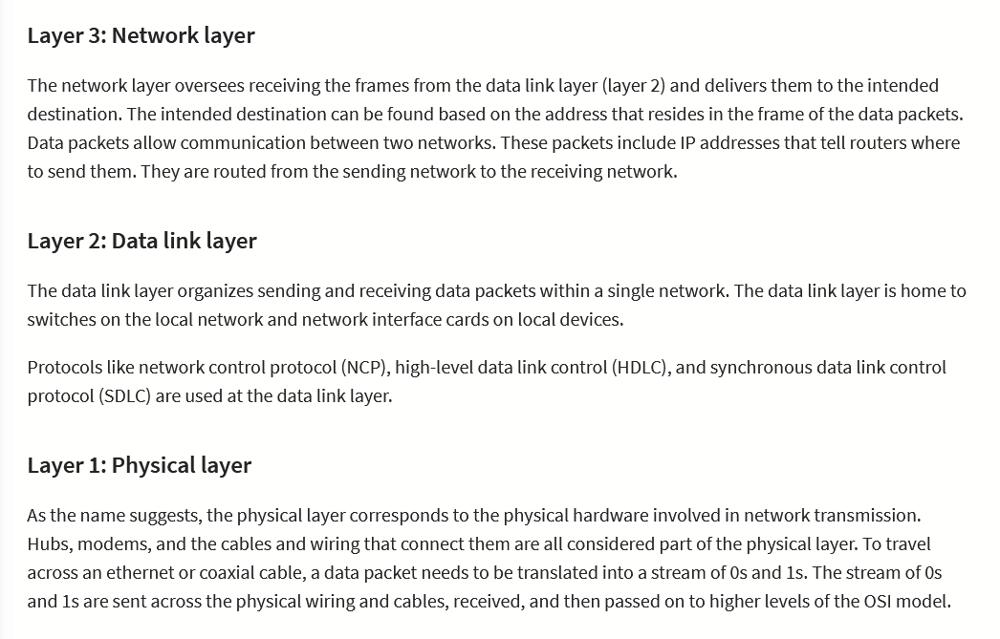 Layer 3: Network layer
The network layer oversees receiving the frames from the data link layer (layer 2) and delivers them to the intended
destination. The intended destination can be found based on the address that resides in the frame of the data packets.
Data packets allow communication between two networks. These packets include IP addresses that tell routers where
to send them. They are routed from the sending network to the receiving network.
Layer 2: Data link layer
The data link layer organizes sending and receiving data packets within a single network. The data link layer is home to
switches on the local network and network interface cards on local devices.
Protocols like network control protocol (NCP), high-level data link control (HDLC), and synchronous data link control
protocol (SDLC) are used at the data link layer.
Layer 1: Physical layer
As the name suggests, the physical layer corresponds to the physical hardware involved in network transmission.
Hubs, modems, and the cables and wiring that connect them are all considered part of the physical layer. To travel
across an ethernet or coaxial cable, a data packet needs to be translated into a stream of 0s and 1s. The stream of 0s
and 1s are sent across the physical wiring and cables, received, and then passed on to higher levels of the OSI model.